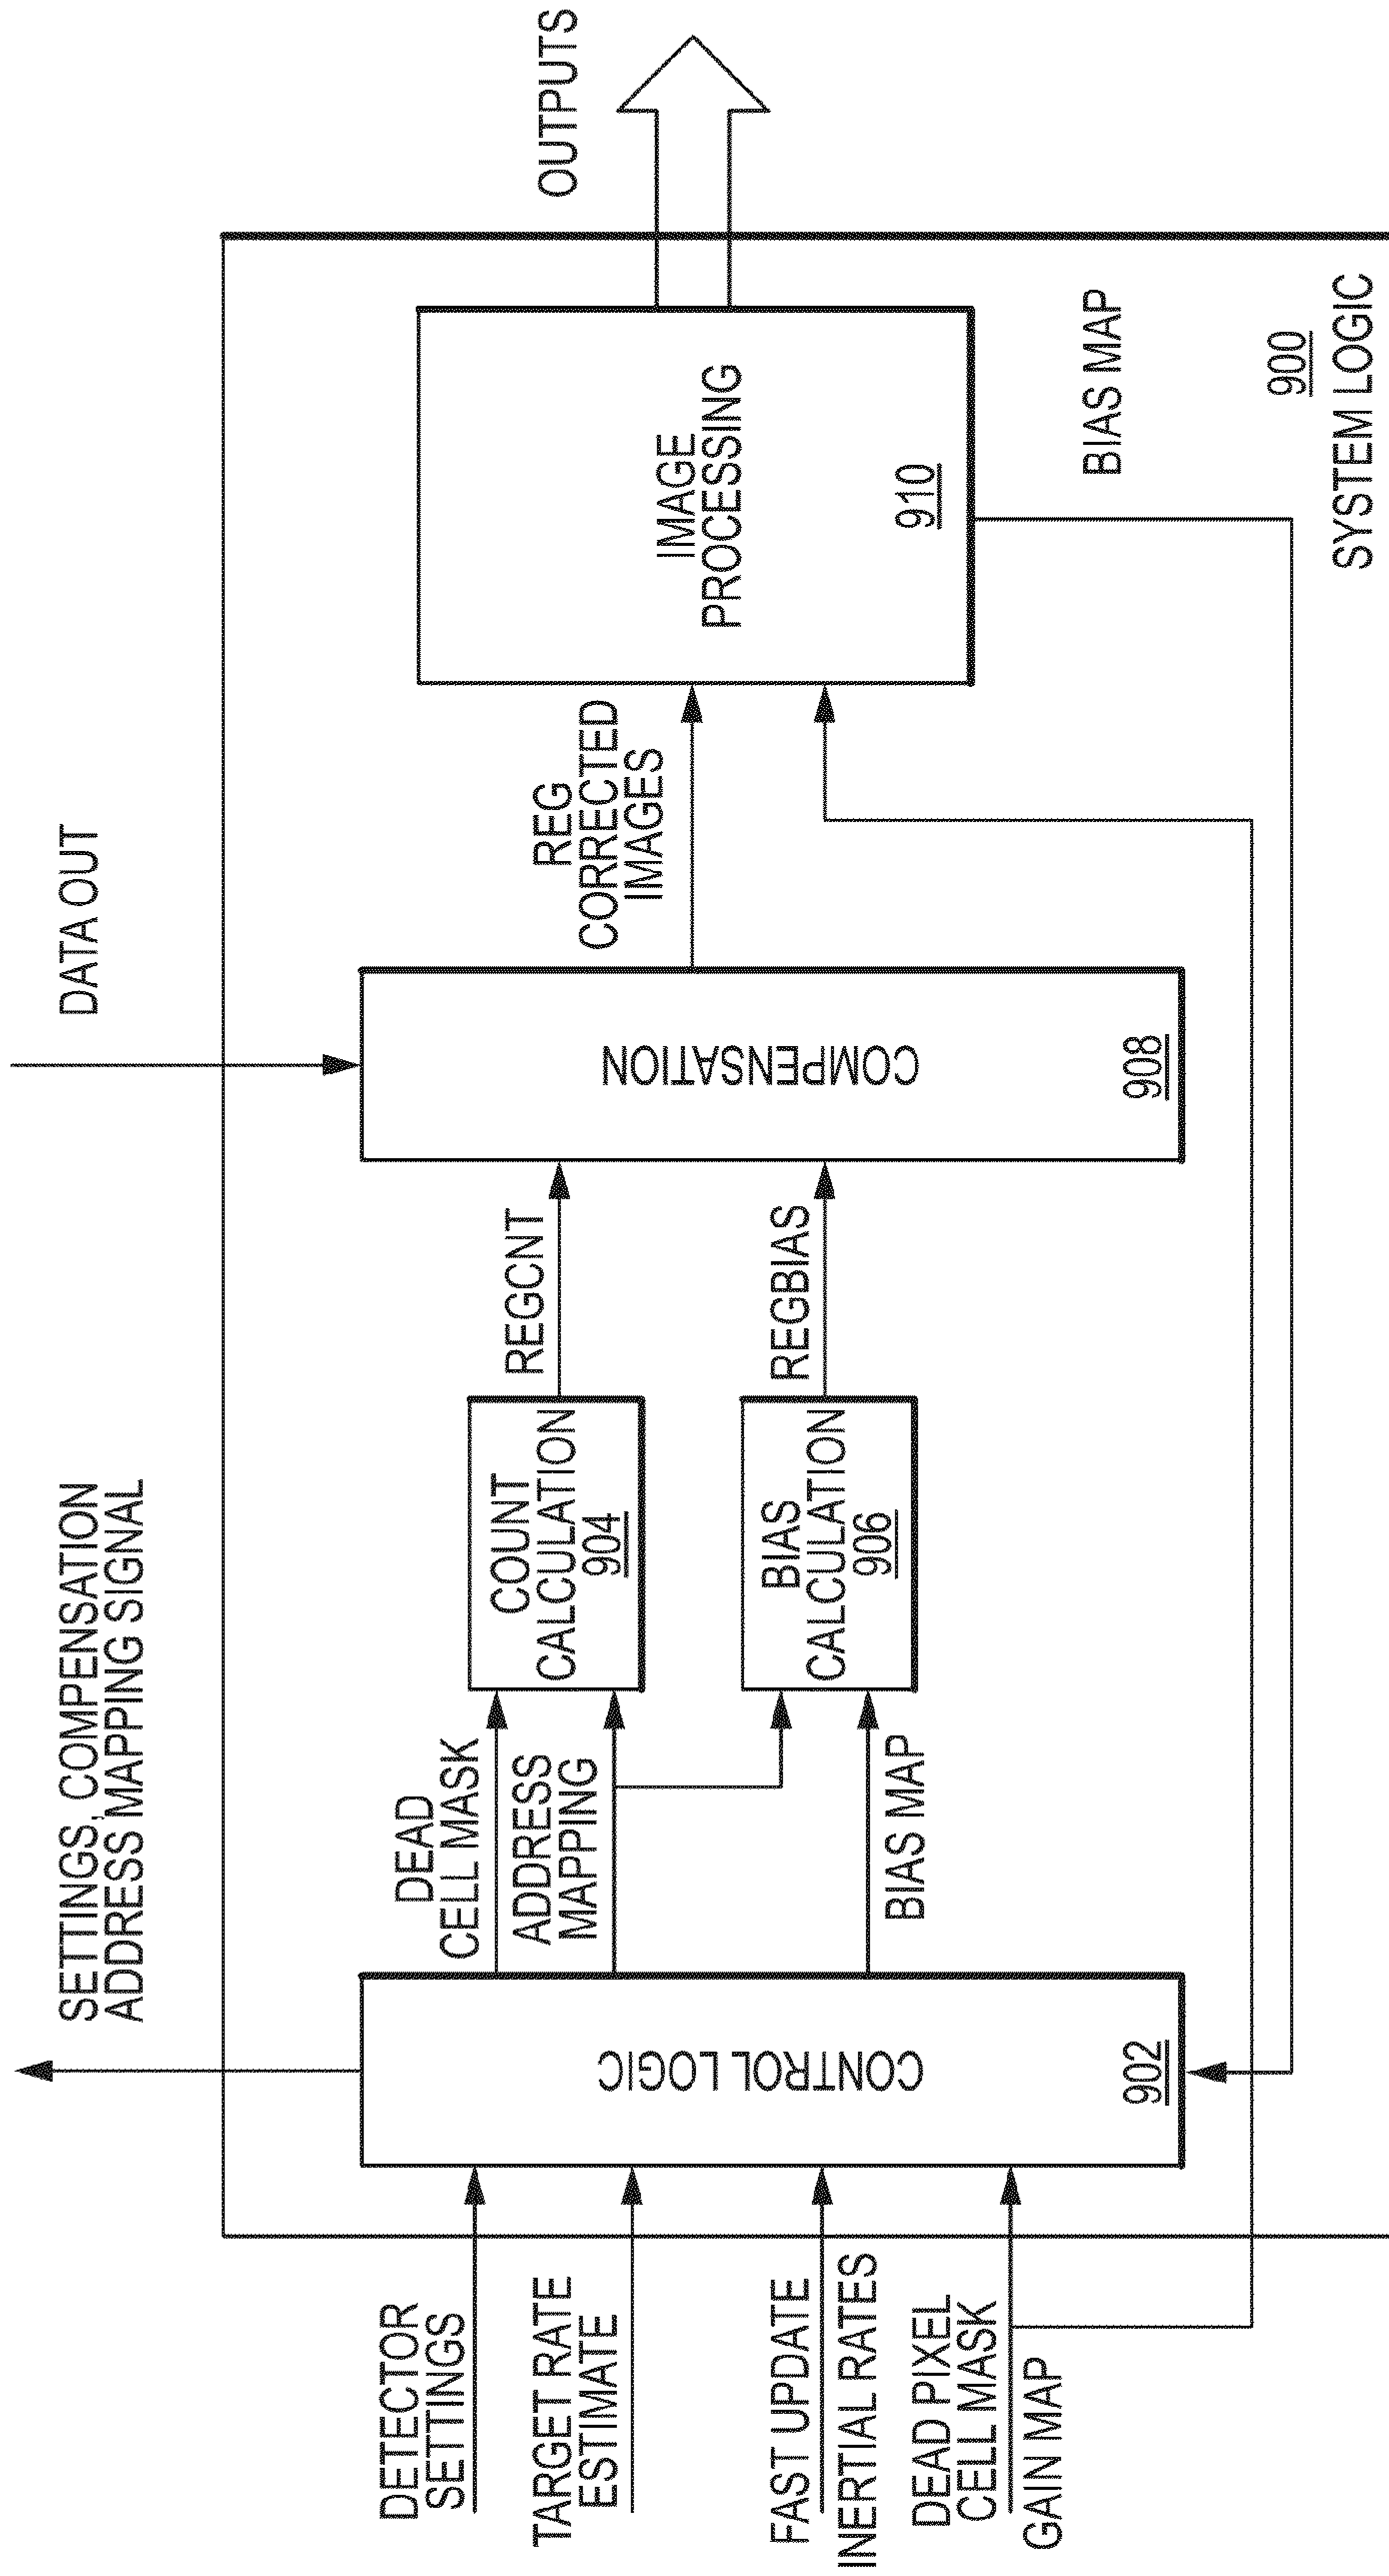 SETTINGS, COMPENSATION
ADDRESS MAPPING SIGNAL
DATA OUT
OUTPUTS
DETECTOR
SETTINGS
TARGET RATE
ESTIMATE
FAST UPDATE
INERTIAL RATES
DEAD PIXEL
CELL MASK
GAIN MAP
CONTROL LOGIC
902
DEAD
CELL MASK
ADDRESS
MAPPING
BIAS MAP
COUNT
CALCULATION
904
BIAS
CALCULATION
906
REGCNT
REGBIAS
COMPENSATION
908
REG
CORRECTED
IMAGES
IMAGE
PROCESSING
910
BIAS MAP
900
SYSTEM LOGIC